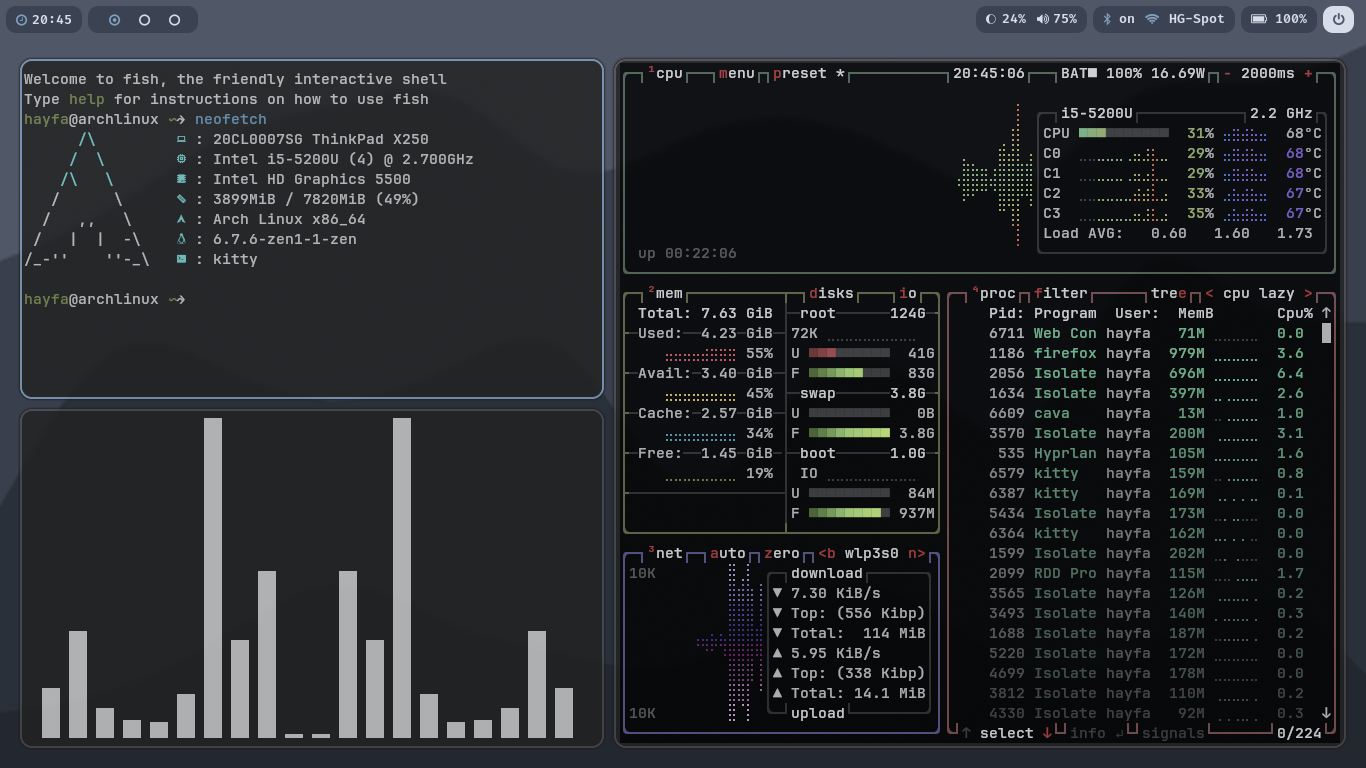 20:45
24% 75%
on HG-Spot
100%
Welcome to fish, the friendly interactive shell
Type help for instructions on how to use fish
hayfa@archlinux ~> neofetch
: 20CL0007SG ThinkPad X250
: Intel i5-5200U (4) @ 2.700GHz
: Intel HD Graphics 5500
: 3899MiB / 7820MiB (49%)
: Arch Linux x86_64
: 6.7.6-zen1-1-zen
: kitty
hayfa@archlinux ~>
¹cpu menu preset * 20:45:06 BAT■ 100% 16.69W - 2000ms +
i5-5200U 2.2 GHz
CPU 31% 68°C
C0 29% 68°C
C1 29% 68°C
C2 33% 67°C
C3 35% 67°C
Load AVG: 0.60 1.60 1.73
up 00:22:06
²mem
Total: 7.63 GiB
Used: 4.23 GiB
55%
Avail: 3.40 GiB
45%
Cache: 2.57 GiB
34%
Free: 1.45 GiB
19%
disks io
root 124G
72K
U 41G
F 83G
swap 3.8G
U 0B
F 3.8G
boot 1.0G
IO
U 84M
F 937M
³net auto zero <b wlp3s0 n>
10K
download
▼ 7.30 KiB/s
▼ Top: (556 Kibp)
▼ Total: 114 MiB
▲ 5.95 KiB/s
▲ Top: (338 Kibp)
▲ Total: 14.1 MiB
10K
upload
⁴proc filter tree < cpu lazy >
Pid: Program User: MemB Cpu% ↑
6711 Web Con hayfa 71M 0.0
1186 firefox hayfa 979M 3.6
2056 Isolate hayfa 696M 6.4
1634 Isolate hayfa 397M 2.6
6609 cava hayfa 13M 1.0
3570 Isolate hayfa 200M 3.1
535 Hyprlan hayfa 105M 1.6
6579 kitty hayfa 159M 0.8
6387 kitty hayfa 169M 0.1
5434 Isolate hayfa 173M 0.0
6364 kitty hayfa 162M 0.0
1599 Isolate hayfa 202M 0.0
2099 RDD Pro hayfa 115M 1.7
3565 Isolate hayfa 126M 0.2
3493 Isolate hayfa 140M 0.3
1688 Isolate hayfa 187M 0.2
5220 Isolate hayfa 172M 0.0
4699 Isolate hayfa 178M 0.0
3812 Isolate hayfa 110M 0.2
4330 Isolate hayfa 92M 0.3 ↓
↑ select ↓ info ↵ signals 0/224